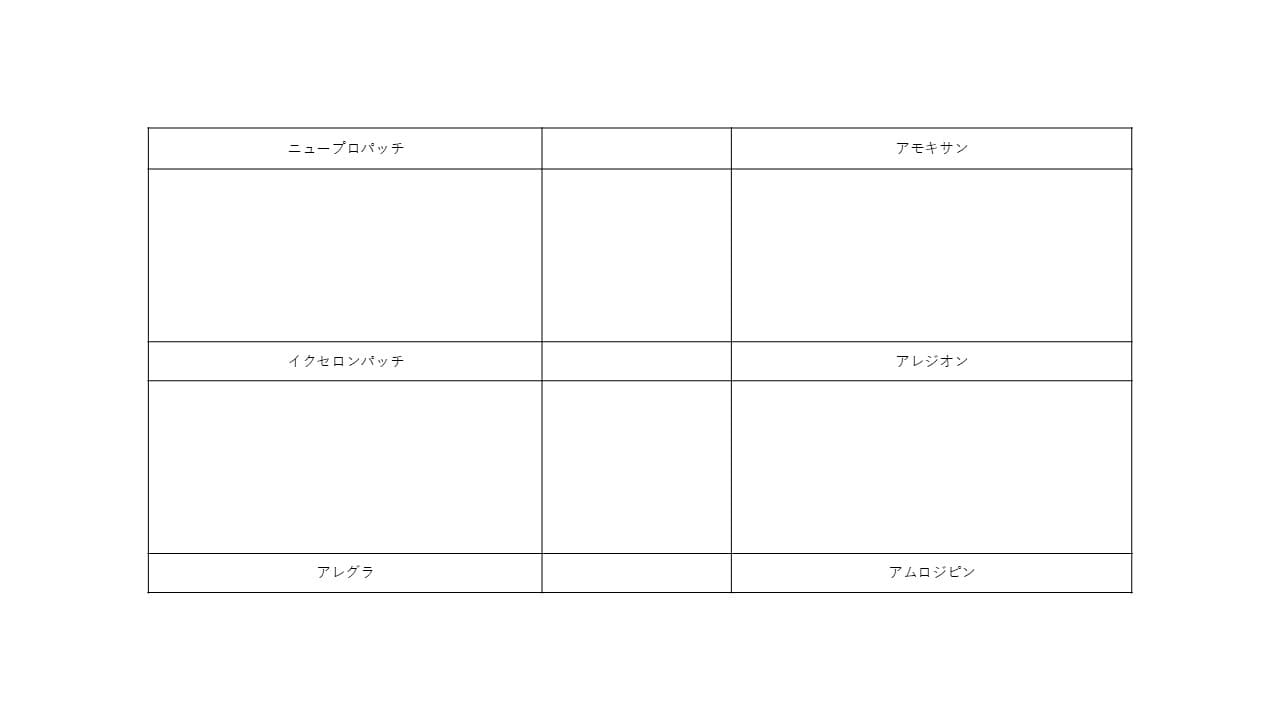 ニュープロパッチ
アモキサン
イクセロンパッチ
アレジオン
アレグラ
アムロジピン